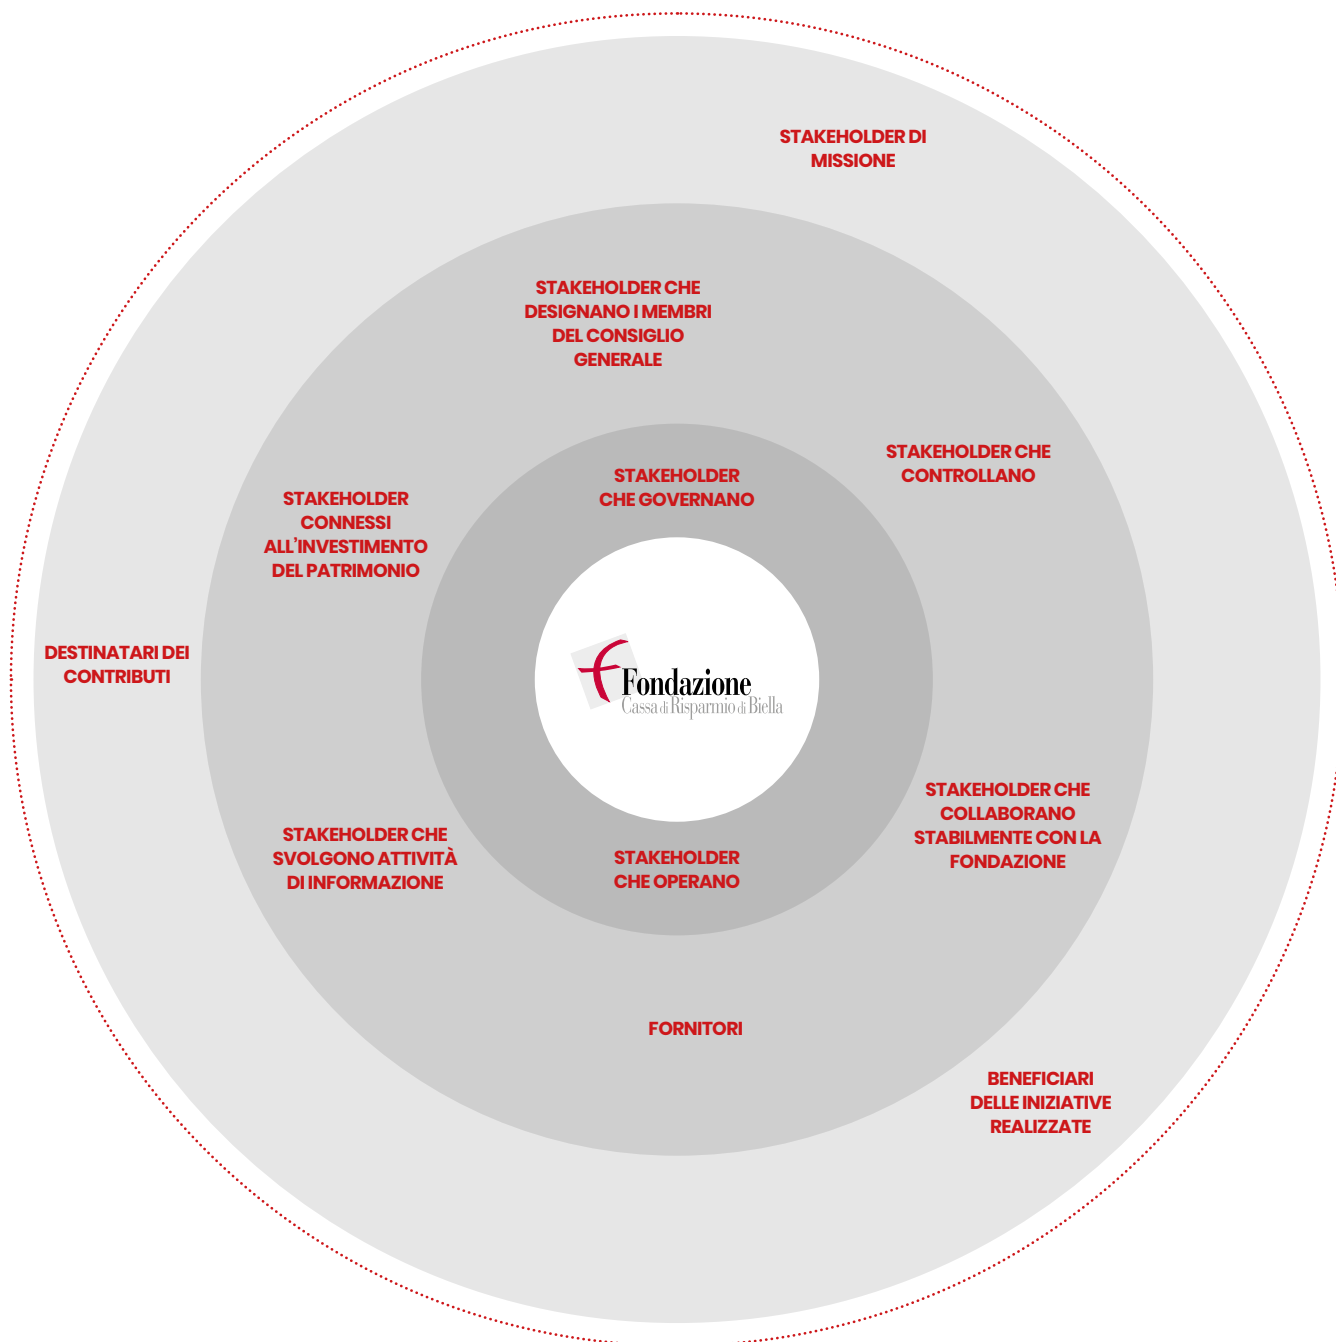 STAKEHOLDER DI
MISSIONE
STAKEHOLDER CHE
DESIGNANO I MEMBRI
DEL CONSIGLIO
GENERALE
STAKEHOLDER CHE
CONTROLLANO
STAKEHOLDER
CHE GOVERNANO
STAKEHOLDER
CONNESSI
ALL'INVESTIMENTO
DEL PATRIMONIO
DESTINATARI DEI
CONTRIBUTI
Fondazione
Cassa di Risparmio di Biella
STAKEHOLDER CHE
COLLABORANO
STABILMENTE CON LA
FONDAZIONE
STAKEHOLDER CHE
SVOLGONO ATTIVITÀ
DI INFORMAZIONE
STAKEHOLDER
CHE OPERANO
FORNITORI
BENEFICIARI
DELLE INIZIATIVE
REALIZZATE